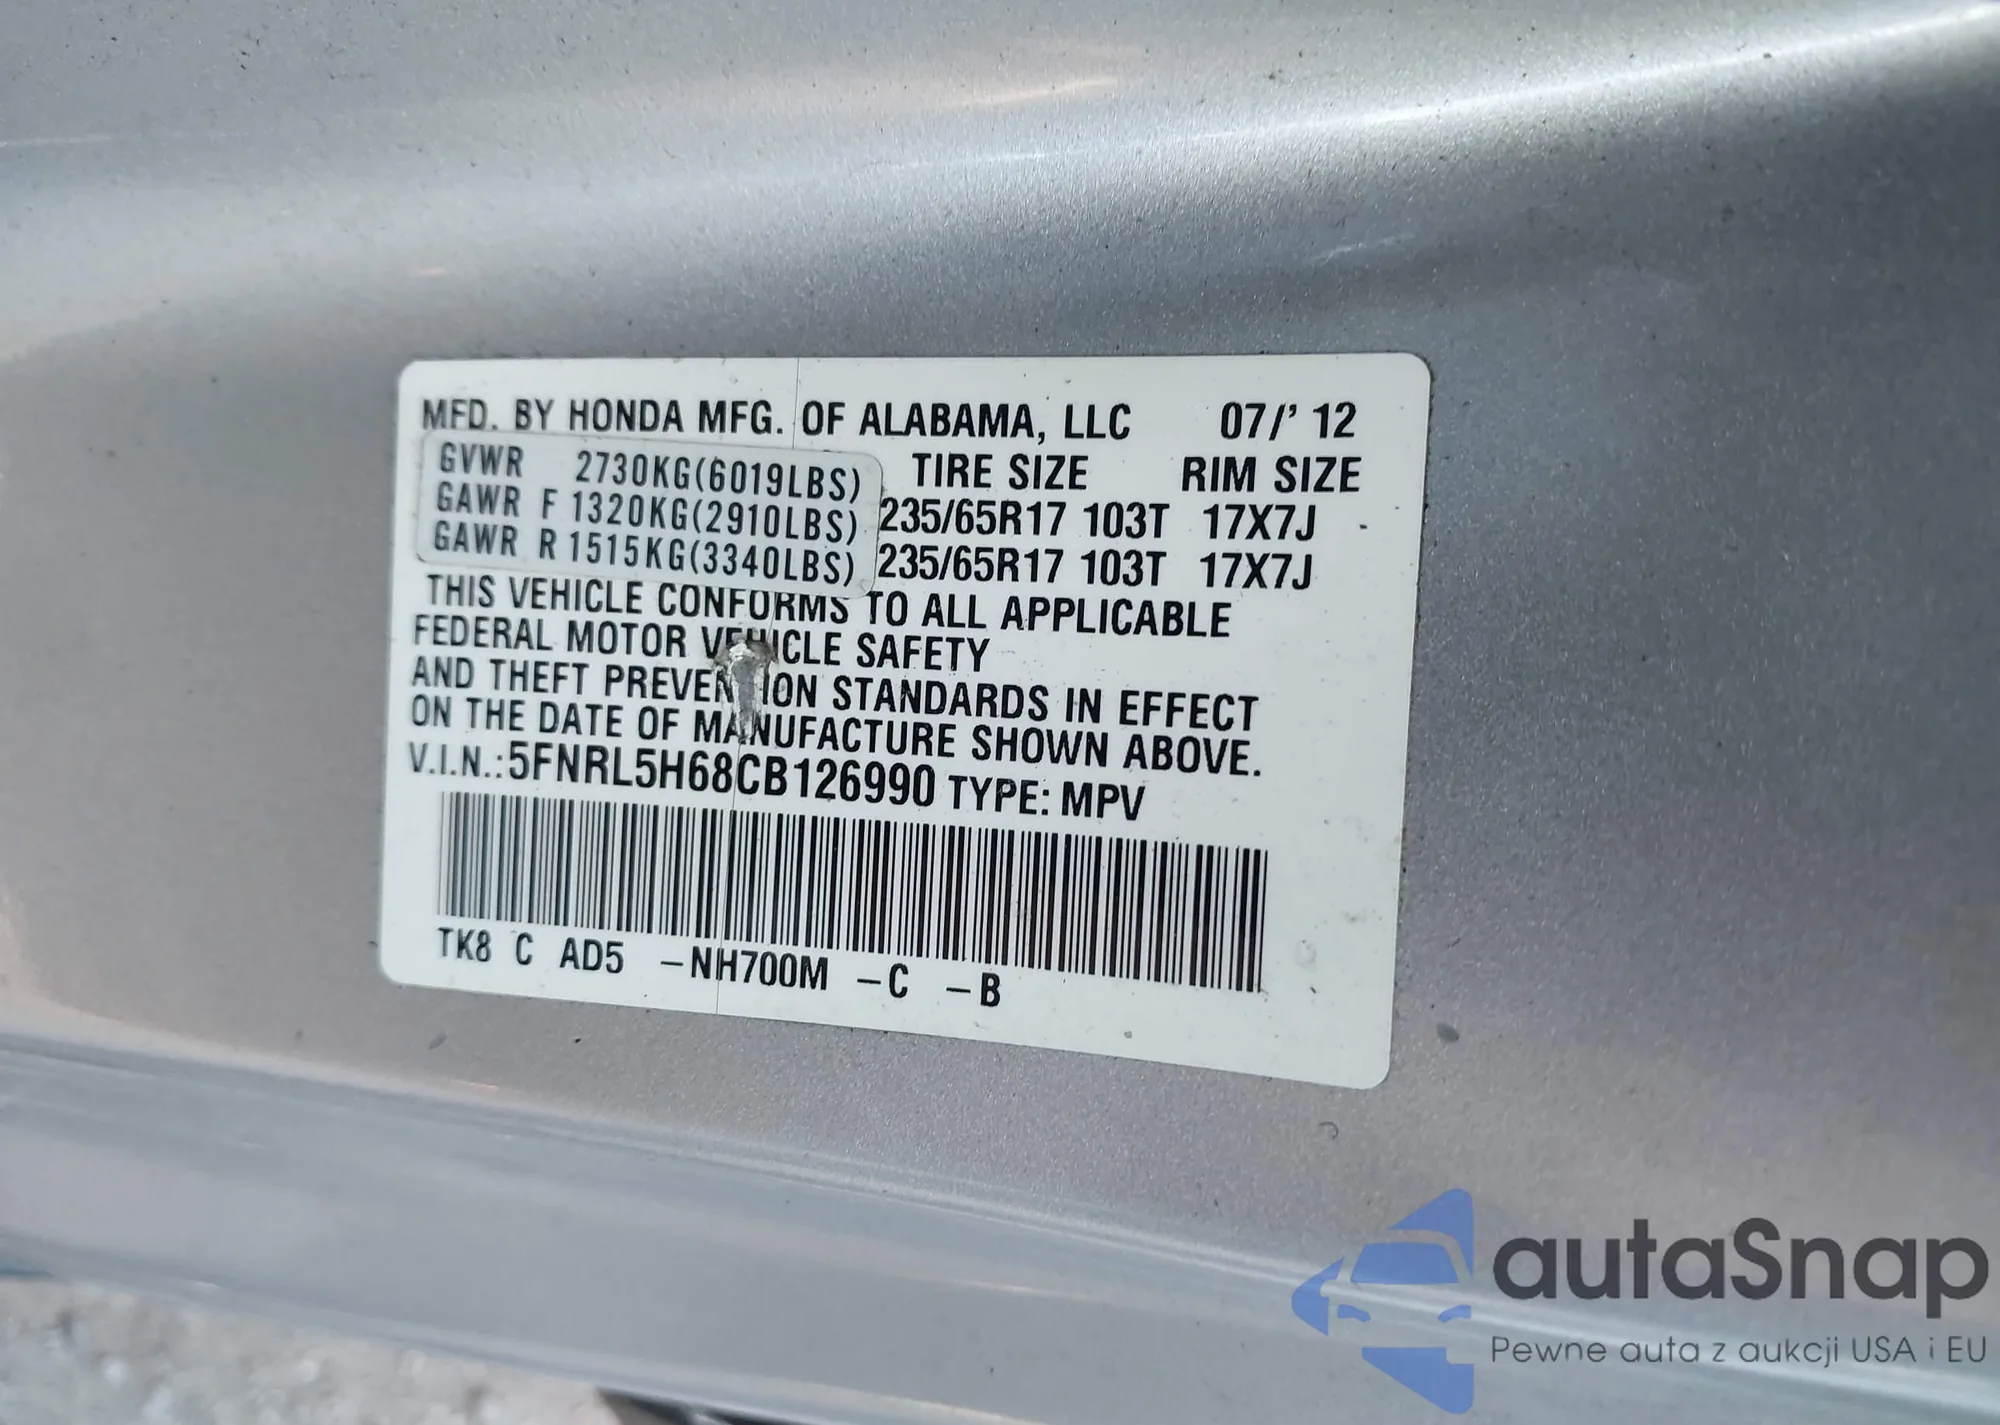 MFD. BY HONDA MFG. OF ALABAMA, LLC 07/' 12
GVWR 2730KG(6019LBS) TIRE SIZE RIM SIZE
GAWR F 1320KG(2910LBS) 235/65R17 103T 17X7J
GAWR R 1515KG(3340LBS) 235/65R17 103T 17X7J
THIS VEHICLE CONFORMS TO ALL APPLICABLE
FEDERAL MOTOR VEHICLE SAFETY
AND THEFT PREVENTION STANDARDS IN EFFECT
ON THE DATE OF MANUFACTURE SHOWN ABOVE.
V.I.N.:5FNRL5H68CB126990 TYPE: MPV
TK8 C AD5 -NH700M -C -B
autaSnap
Pewne auta z aukcji USA i EU